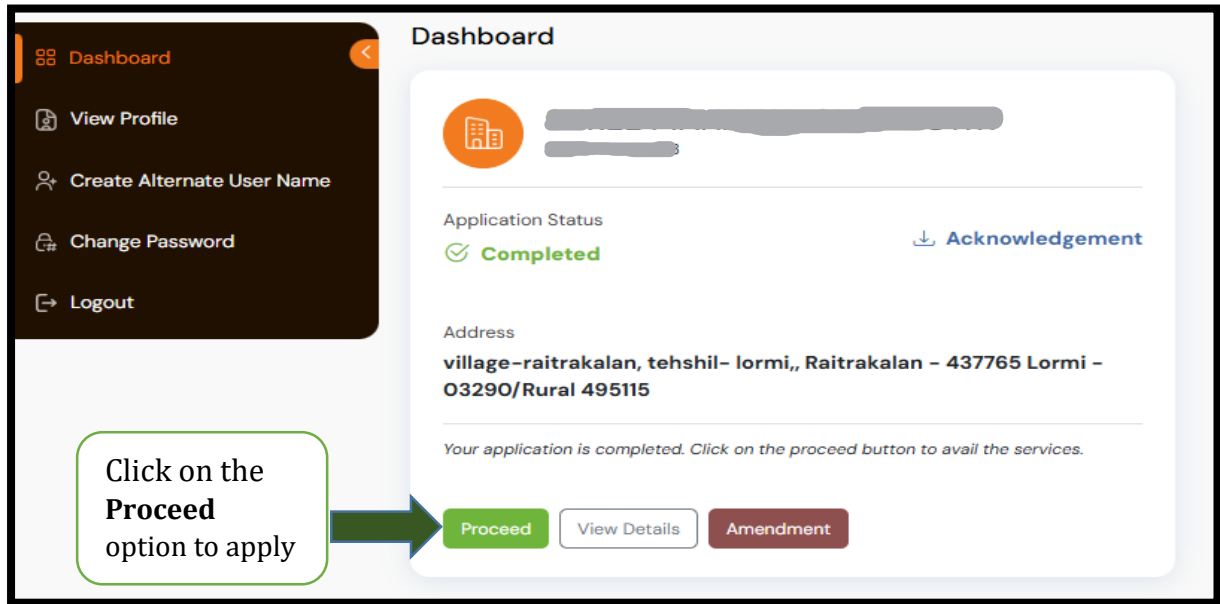 Dashboard
Dashboard
View Profile
Create Alternate User Name
Change Password
Logout
Application Status
Completed
Acknowledgement
Address
village-raitrakalan, tehshil- lormi,, Raitrakalan - 437765 Lormi -
03290/Rural 495115
Your application is completed. Click on the proceed button to avail the services.
Click on the
Proceed
option to apply
Proceed
View Details
Amendment